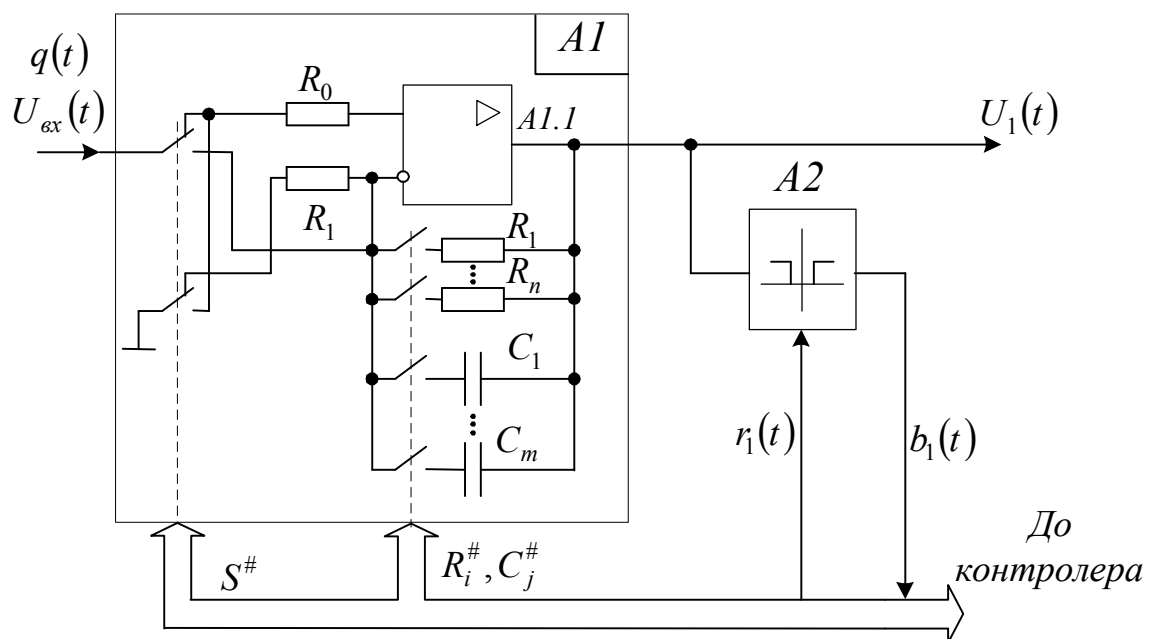 A1
q(t)
U_вх(t)
R_0
A1.1
U_1(t)
A2
R_1
R_1
R_n
C_1
C_m
r_1(t)
b_1(t)
S^#
R_i^#, C_j^#
До
контролера